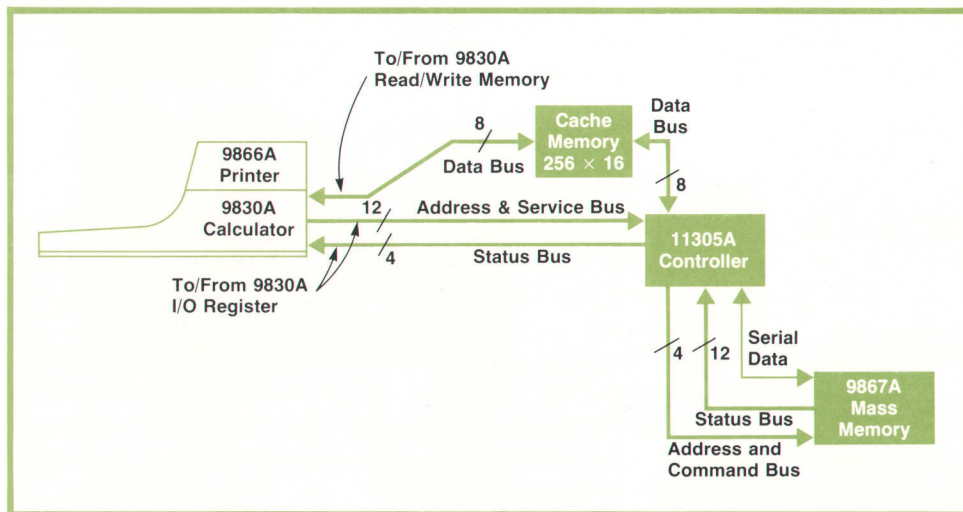 To/From 9830A
Read/Write Memory
8
Data Bus
Cache
Memory
256 × 16
Data
Bus
8
9866A
Printer
9830A
Calculator
12
Address & Service Bus
4
Status Bus
11305A
Controller
To/From 9830A
I/O Register
4
12
Serial
Data
Status Bus
Address and
Command Bus
9867A
Mass
Memory